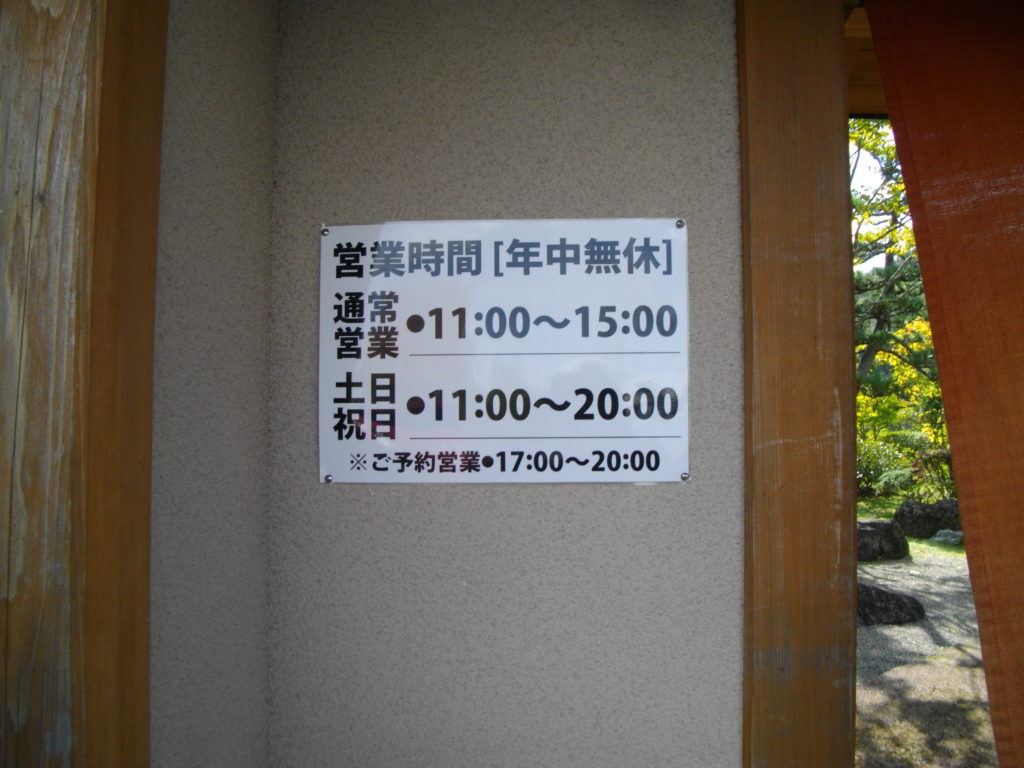 営業時間 [年中無休]
通常営業 ●11:00～15:00
土日祝日 ●11:00～20:00
※ご予約営業●17:00～20:00